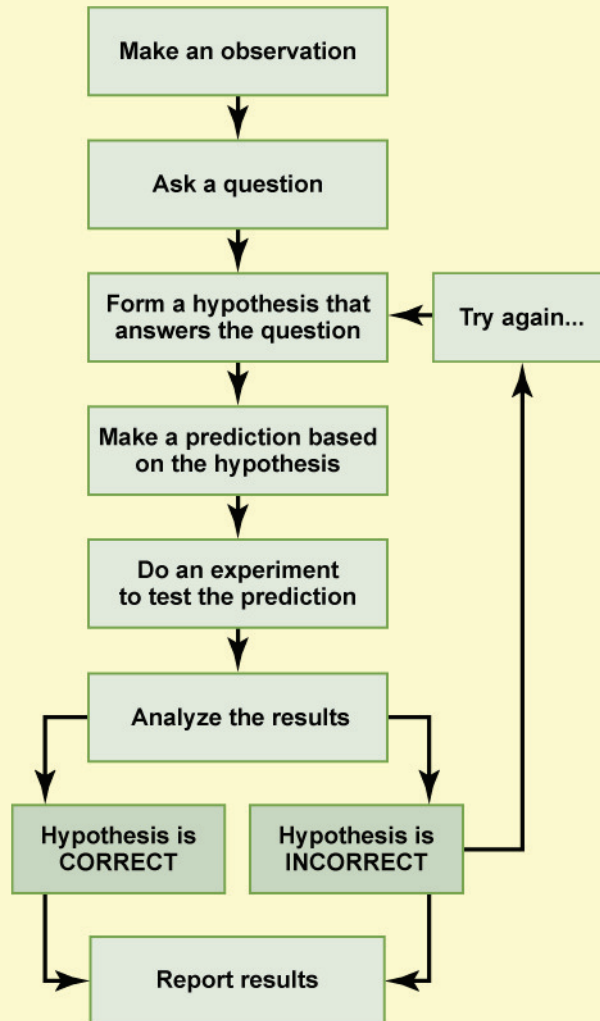 Make an observation
Ask a question
Form a hypothesis that
answers the question
Try again...
Make a prediction based
on the hypothesis
Do an experiment
to test the prediction
Analyze the results
Hypothesis is
CORRECT
Hypothesis is
INCORRECT
Report results